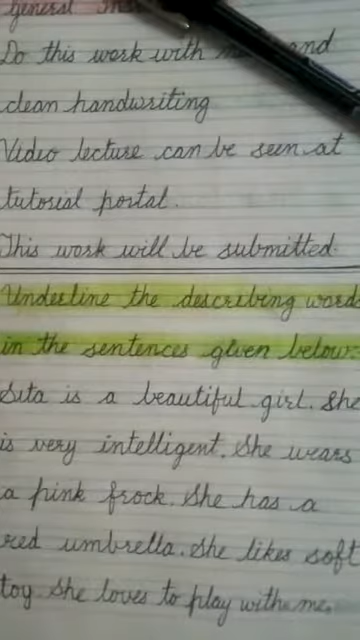 general
Do this work with and
clean handwriting
Video lecture can be seen at
tutorial portal.
This work will be submitted.
Underline the describing words
in the sentences given below:
Sita is a beautiful girl. She
is very intelligent. She wears
a pink frock. She has a
red umbrella. She likes soft
toy. She loves to play with me.